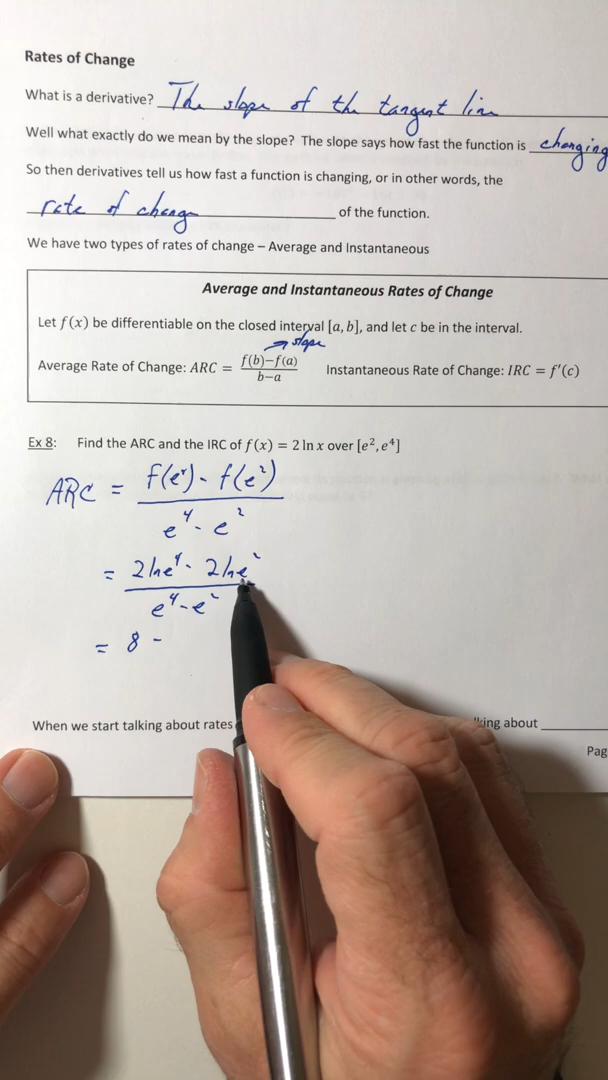 Rates of Change
What is a derivative? The slope of the tangent line
Well what exactly do we mean by the slope? The slope says how fast the function is changing
So then derivatives tell us how fast a function is changing, or in other words, the
rate of change of the function.
We have two types of rates of change – Average and Instantaneous
Average and Instantaneous Rates of Change
Let f(x) be differentiable on the closed interval [a, b], and let c be in the interval.
→ slope
Average Rate of Change: ARC = f(b)−f(a) / b−a Instantaneous Rate of Change: IRC = f′(c)
Ex 8: Find the ARC and the IRC of f(x) = 2 ln x over [e², e⁴]
ARC = f(e⁴) - f(e²) / e⁴ - e²
= 2lne⁴ - 2lne² / e⁴-e²
= 8 -
When we start talking about rates king about
Pag